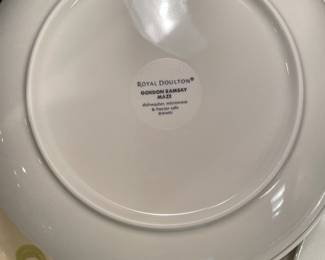 ROYAL DOULTON®
GORDON RAMSAY
MAZE
dishwasher, microwave
& freezer safe